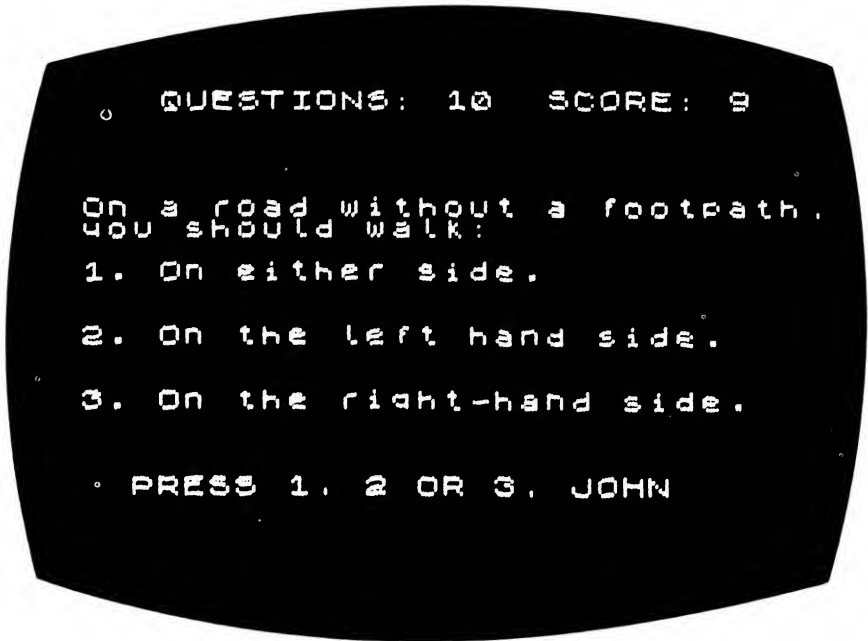 QUESTIONS: 10 SCORE: 9
On a road without a footpath,
you should walk:
1. On either side.
2. On the left hand side.
3. On the right-hand side.
PRESS 1, 2 OR 3, JOHN